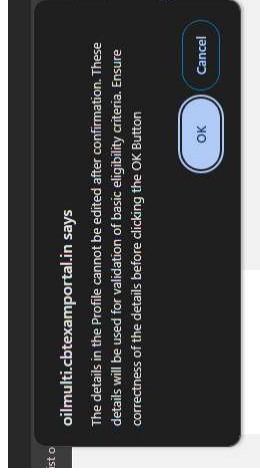 oilmulti.cbtexamportal.in says
The details in the Profile cannot be edited after confirmation. These
details will be used for validation of basic eligibility criteria. Ensure
correctness of the details before clicking the OK Button
OK
Cancel